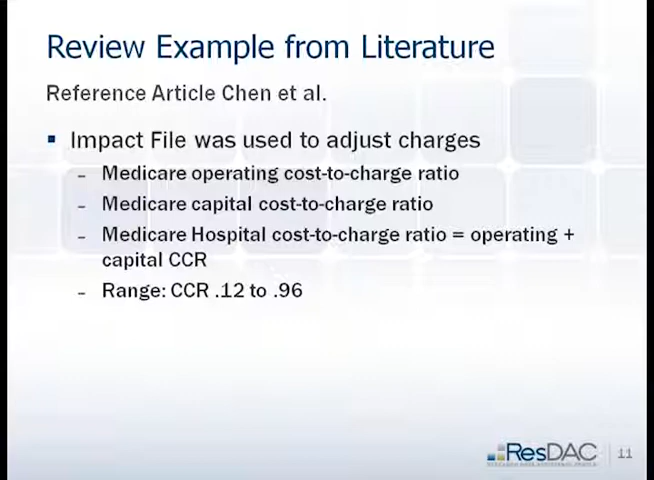 Review Example from Literature
Reference Article Chen et al.
▪ Impact File was used to adjust charges
– Medicare operating cost-to-charge ratio
– Medicare capital cost-to-charge ratio
– Medicare Hospital cost-to-charge ratio = operating +
capital CCR
– Range: CCR .12 to .96
ResDAC
11